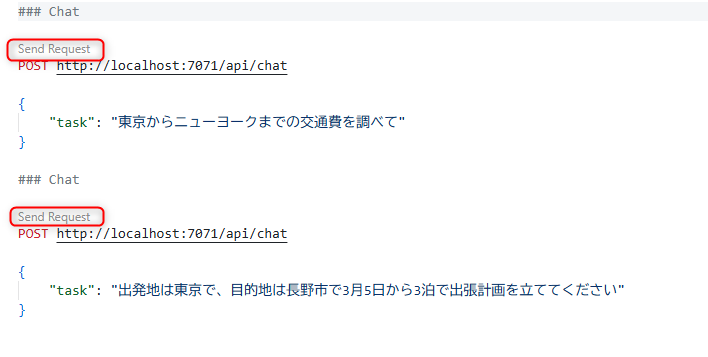 ### Chat
Send Request
POST http://localhost:7071/api/chat
{
"task": "東京からニューヨークまでの交通費を調べて"
}
### Chat
Send Request
POST http://localhost:7071/api/chat
{
"task": "出発地は東京で、目的地は長野市で3月5日から3泊で出張計画を立ててください"
}